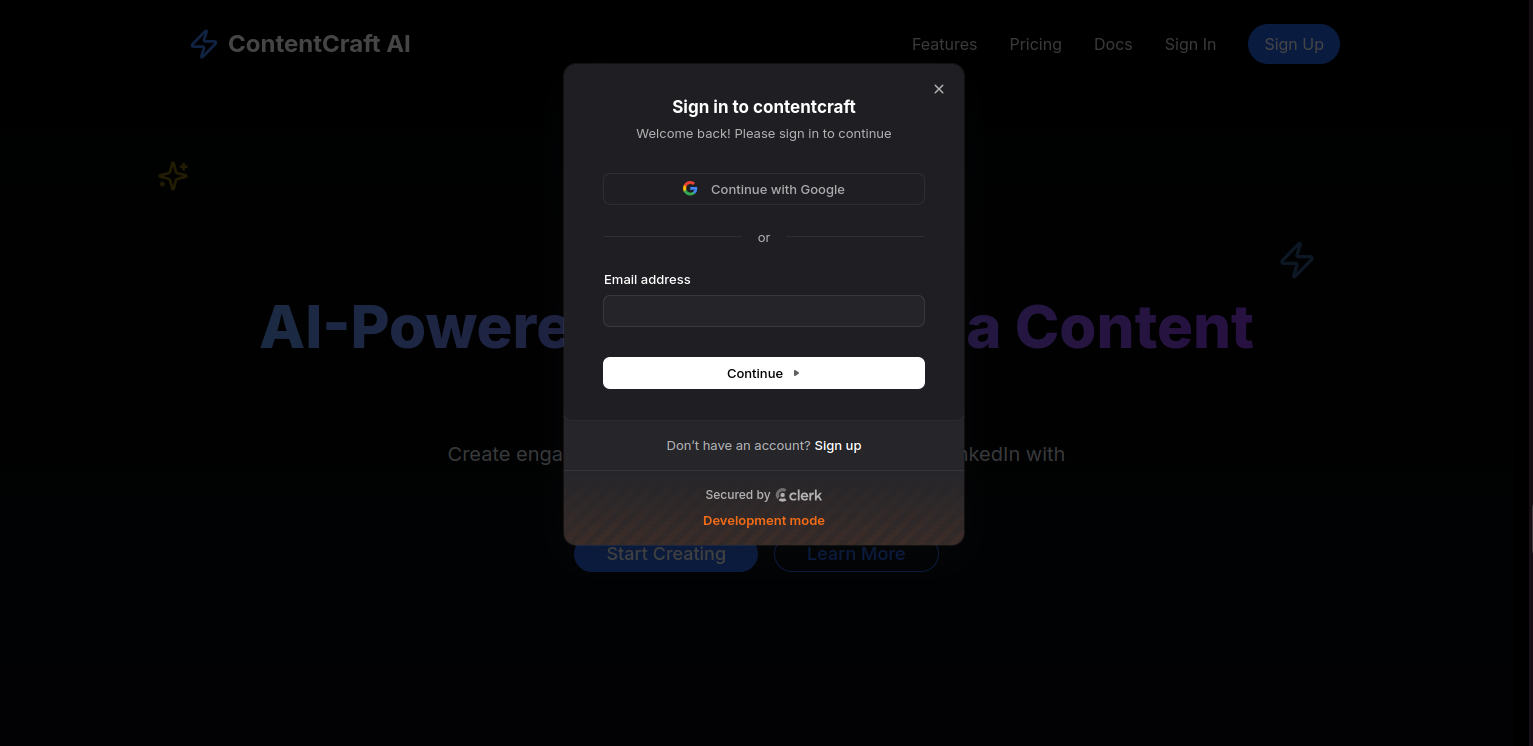 ContentCraft AI
Features Pricing Docs Sign In Sign Up
Sign in to contentcraft
Welcome back! Please sign in to continue
Continue with Google
or
Email address
AI-Powere a Content
Continue
Don’t have an account? Sign up
Create enga nkedIn with
Secured by clerk
Development mode
Start Creating Learn More